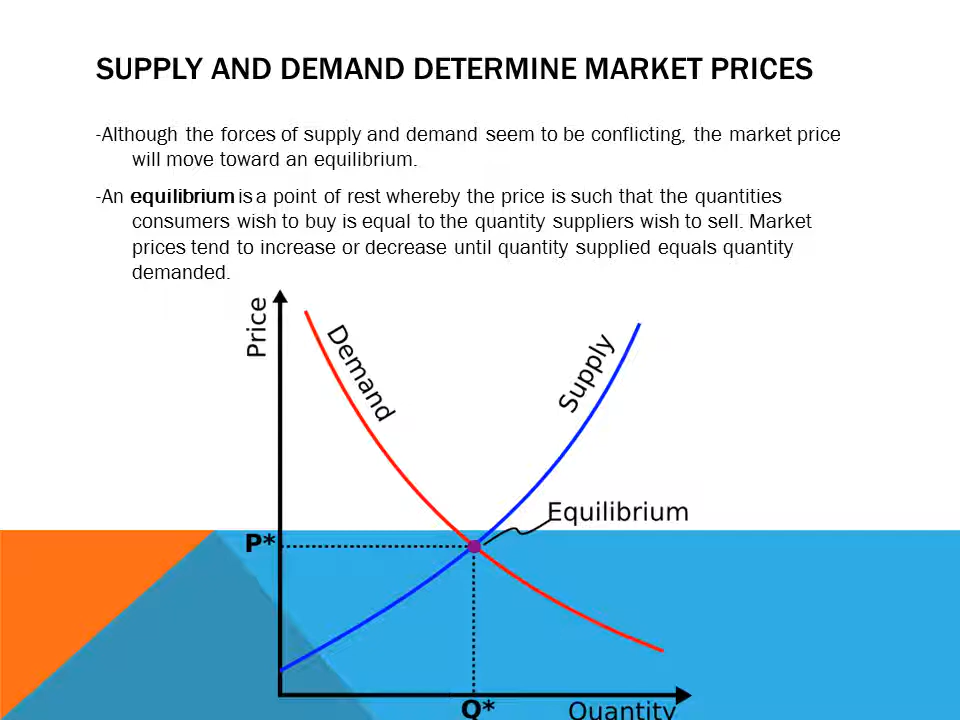 SUPPLY AND DEMAND DETERMINE MARKET PRICES
-Although the forces of supply and demand seem to be conflicting, the market price
will move toward an equilibrium.
-An equilibrium is a point of rest whereby the price is such that the quantities
consumers wish to buy is equal to the quantity suppliers wish to sell. Market
prices tend to increase or decrease until quantity supplied equals quantity
demanded.
Price
Demand
Supply
Equilibrium
P*
Q*
Quantity